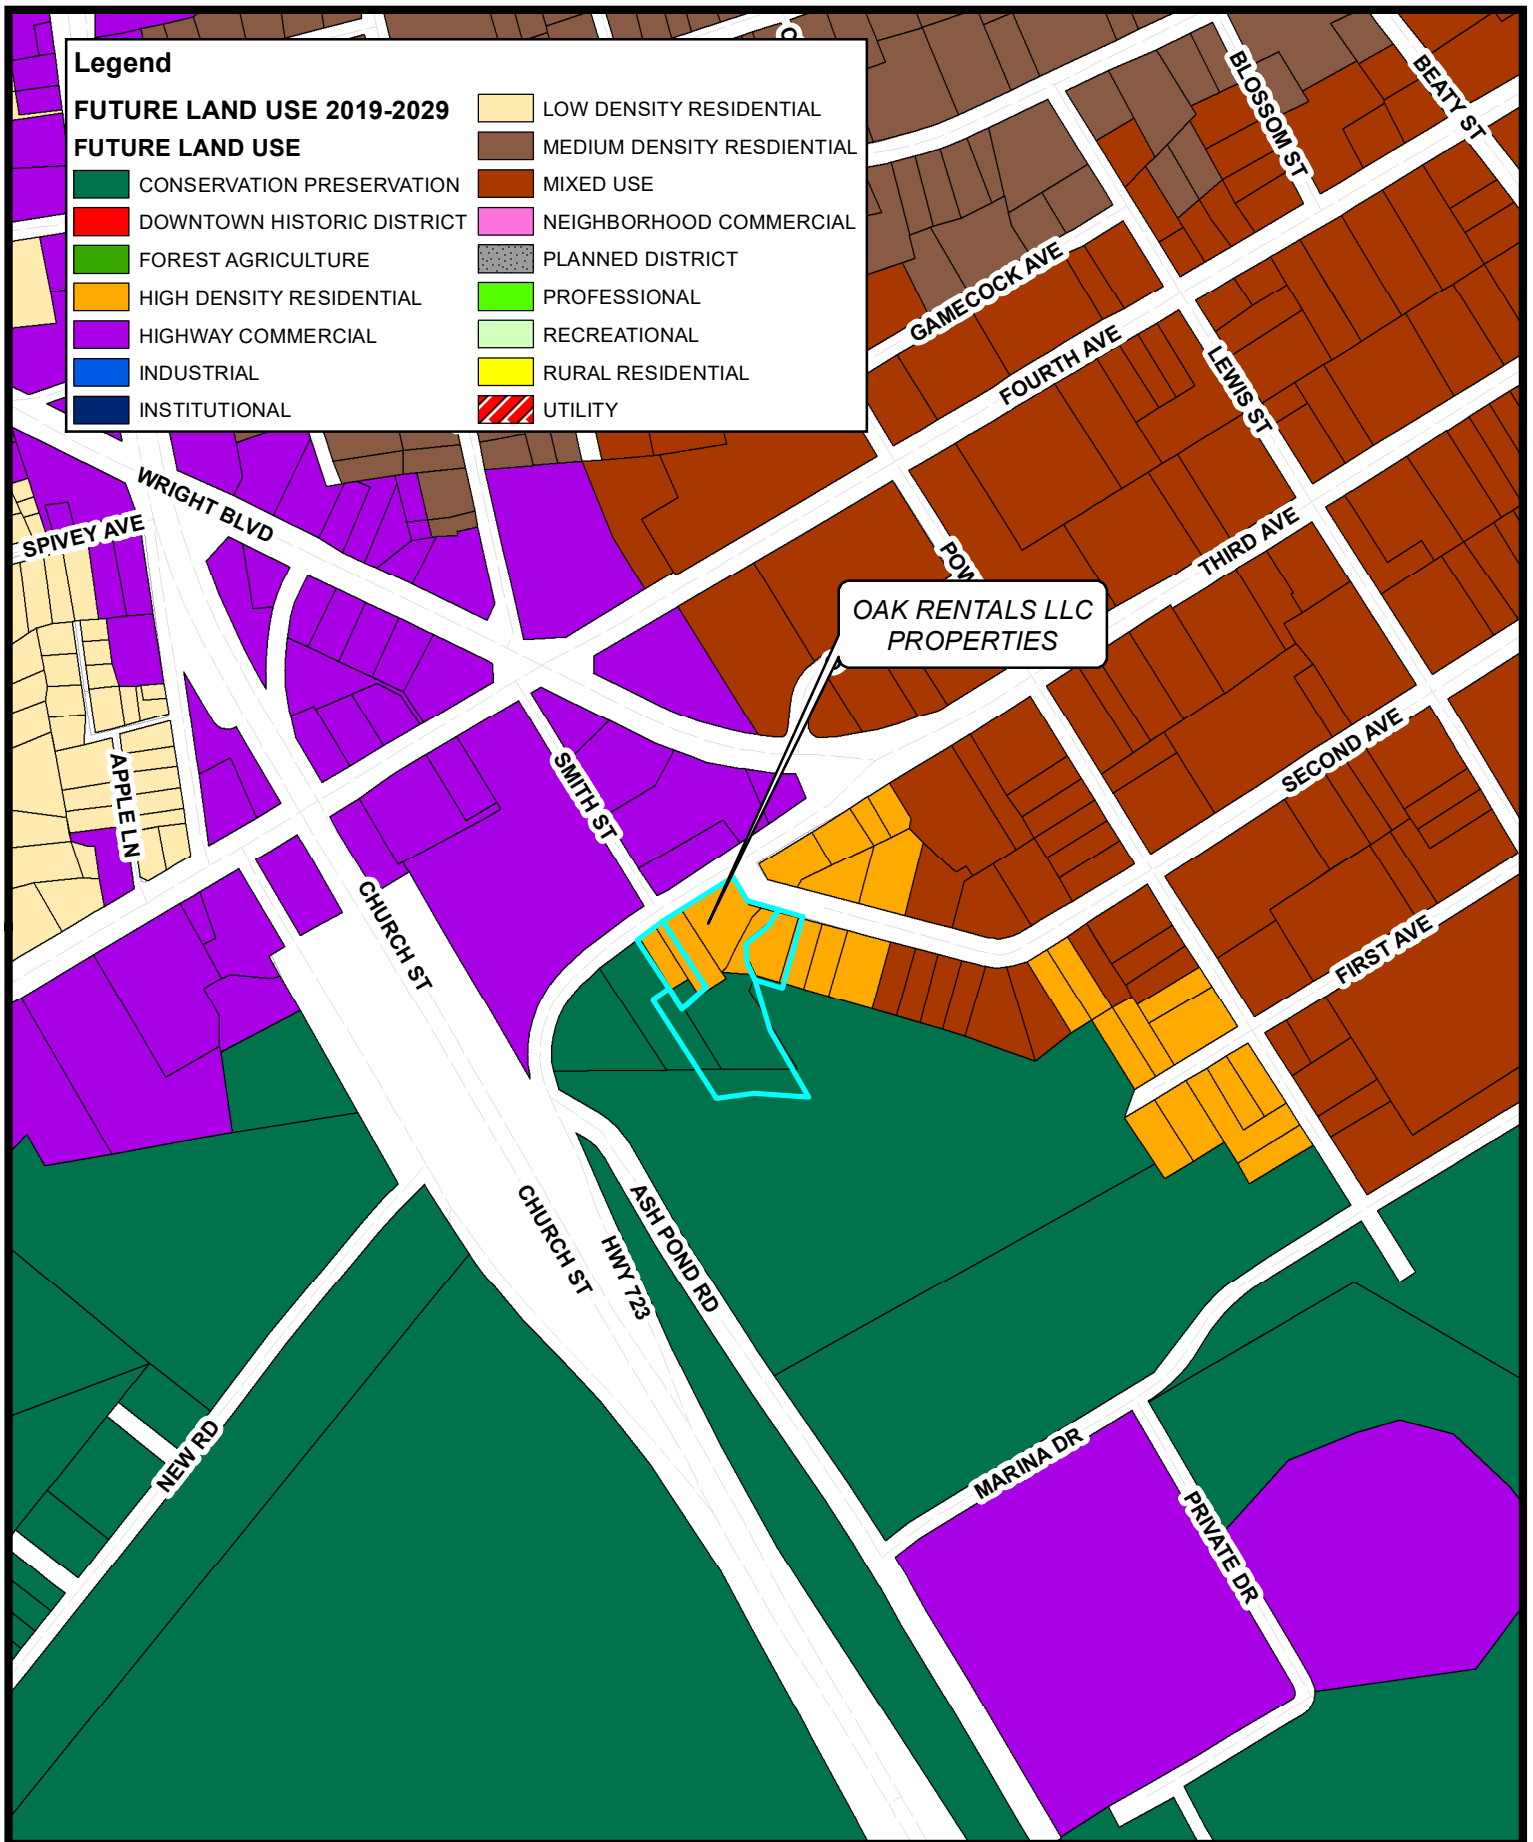 Legend
FUTURE LAND USE 2019-2029
FUTURE LAND USE
CONSERVATION PRESERVATION
DOWNTOWN HISTORIC DISTRICT
FOREST AGRICULTURE
HIGH DENSITY RESIDENTIAL
HIGHWAY COMMERCIAL
INDUSTRIAL
INSTITUTIONAL
LOW DENSITY RESIDENTIAL
MEDIUM DENSITY RESDIENTIAL
MIXED USE
NEIGHBORHOOD COMMERCIAL
PLANNED DISTRICT
PROFESSIONAL
RECREATIONAL
RURAL RESIDENTIAL
UTILITY
BLOSSOM ST
BEATY ST
GAMECOCK AVE
FOURTH AVE
LEWIS ST
WRIGHT BLVD
SPIVEY AVE
THIRD AVE
POW
OAK RENTALS LLC
PROPERTIES
SECOND AVE
SMITH ST
APPLE LN
CHURCH ST
FIRST AVE
CHURCH ST
HWY 723
ASH POND RD
NEW RD
MARINA DR
PRIVATE DR